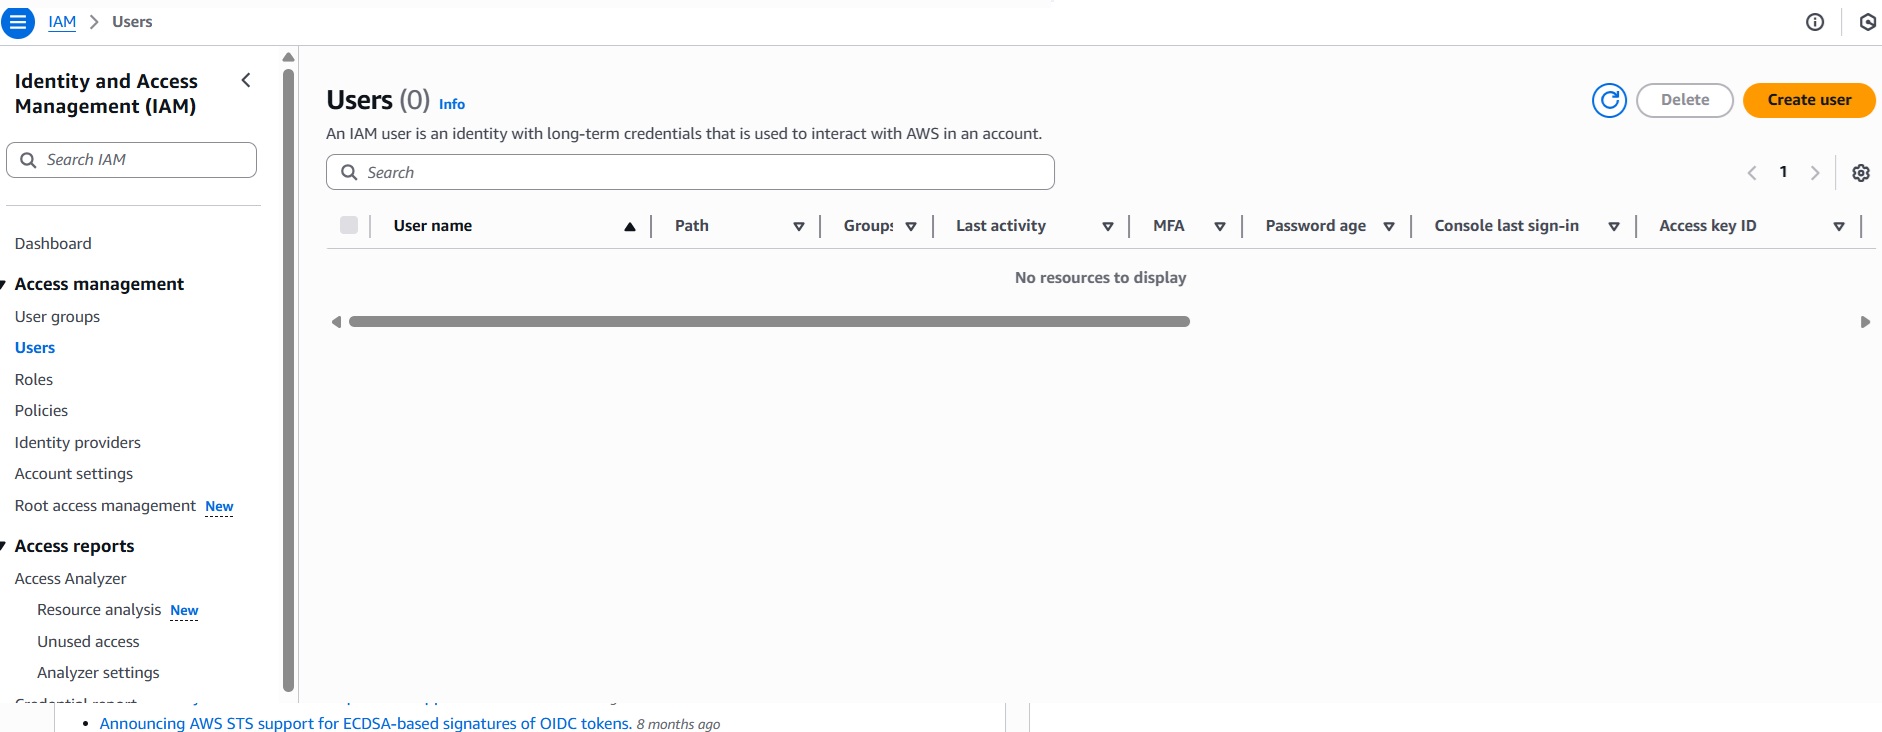 IAM > Users
Identity and Access
Management (IAM)
Search IAM
Dashboard
Access management
User groups
Users
Roles
Policies
Identity providers
Account settings
Root access management New
Access reports
Access Analyzer
Resource analysis New
Unused access
Analyzer settings
Users (0) Info
Delete
Create user
An IAM user is an identity with long-term credentials that is used to interact with AWS in an account.
Search
1
User name
Path
Groups
Last activity
MFA
Password age
Console last sign-in
Access key ID
No resources to display
• Announcing AWS STS support for ECDSA-based signatures of OIDC tokens. 8 months ago